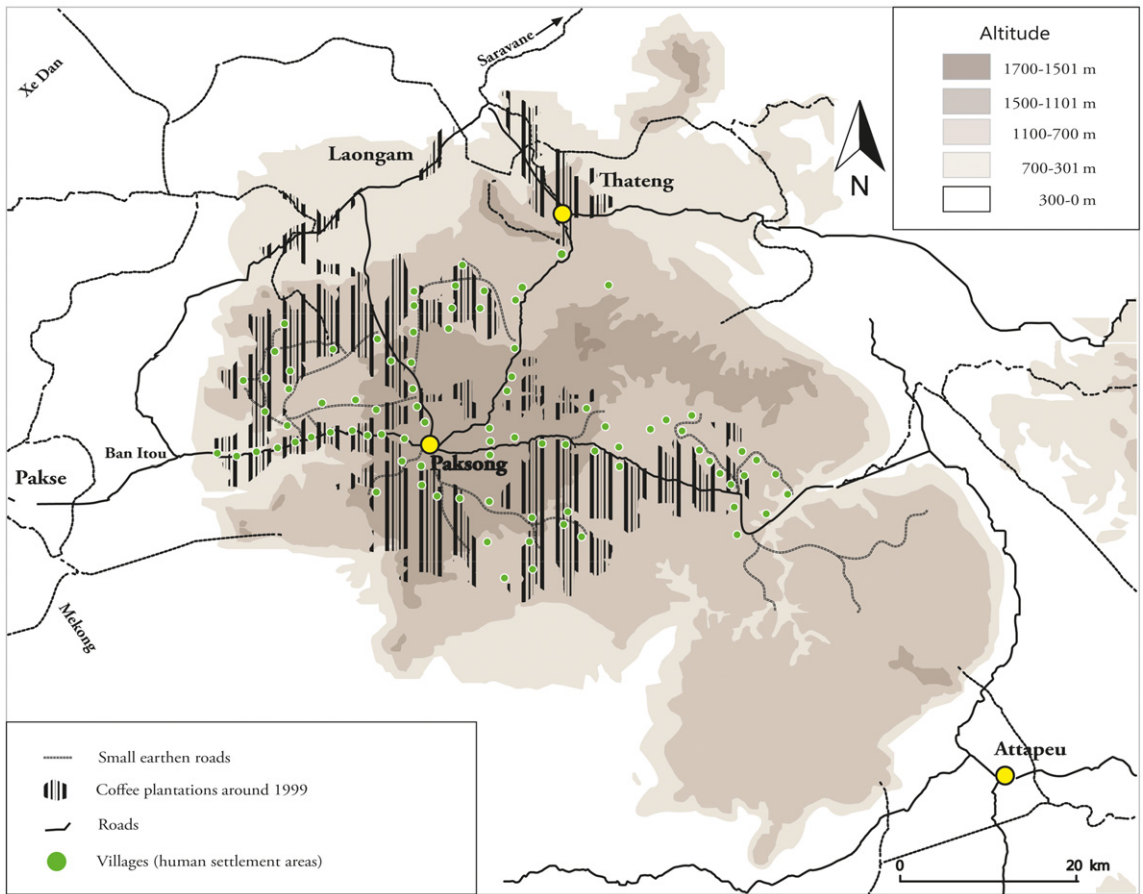 Altitude
1700-1501 m
1500-1101 m
1100-700 m
700-301 m
300-0 m
N
Saravane
Xe Dan
Laongam
Thateng
Ban Itou
Paksong
Pakse
Mekong
Attapeu
0 20 km
Small earthen roads
Coffee plantations around 1999
Roads
Villages (human settlement areas)